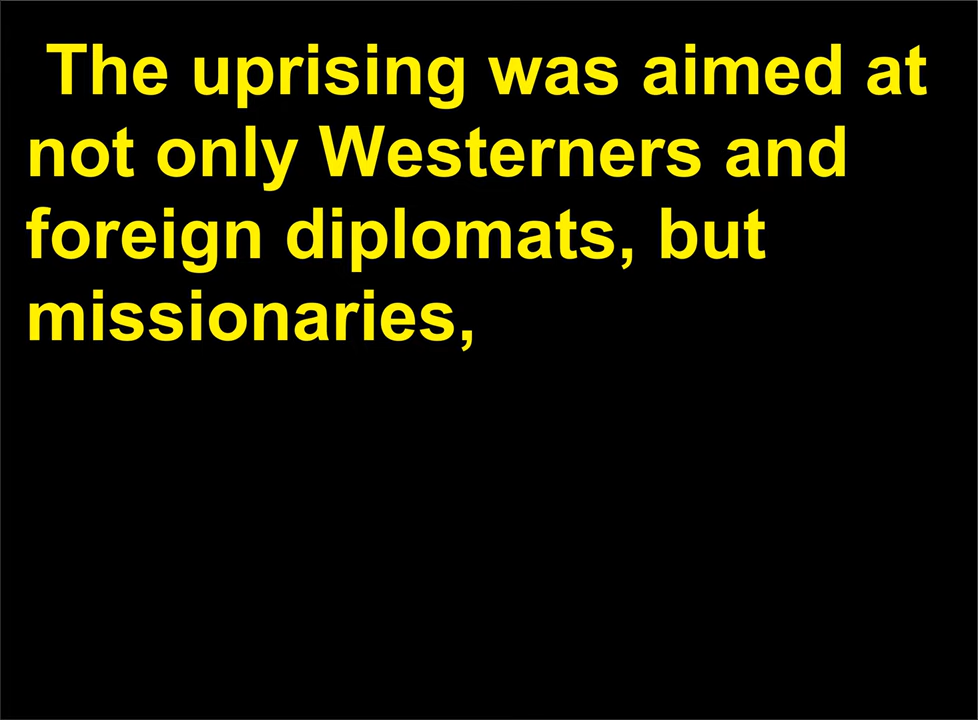 The uprising was aimed at
not only Westerners and
foreign diplomats, but
missionaries,